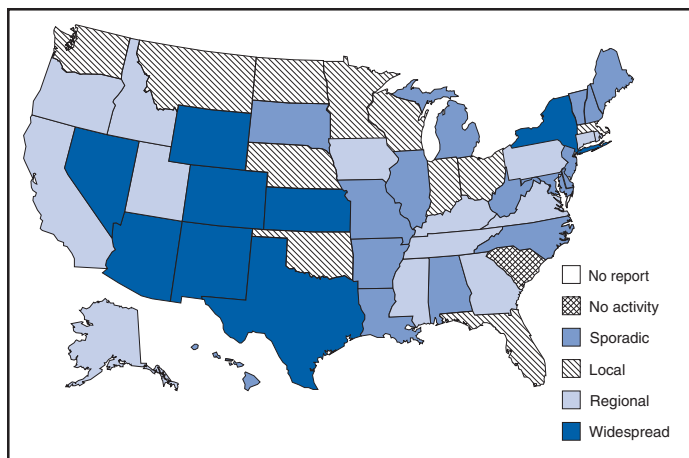 No report
No activity
Sporadic
Local
Regional
Widespread